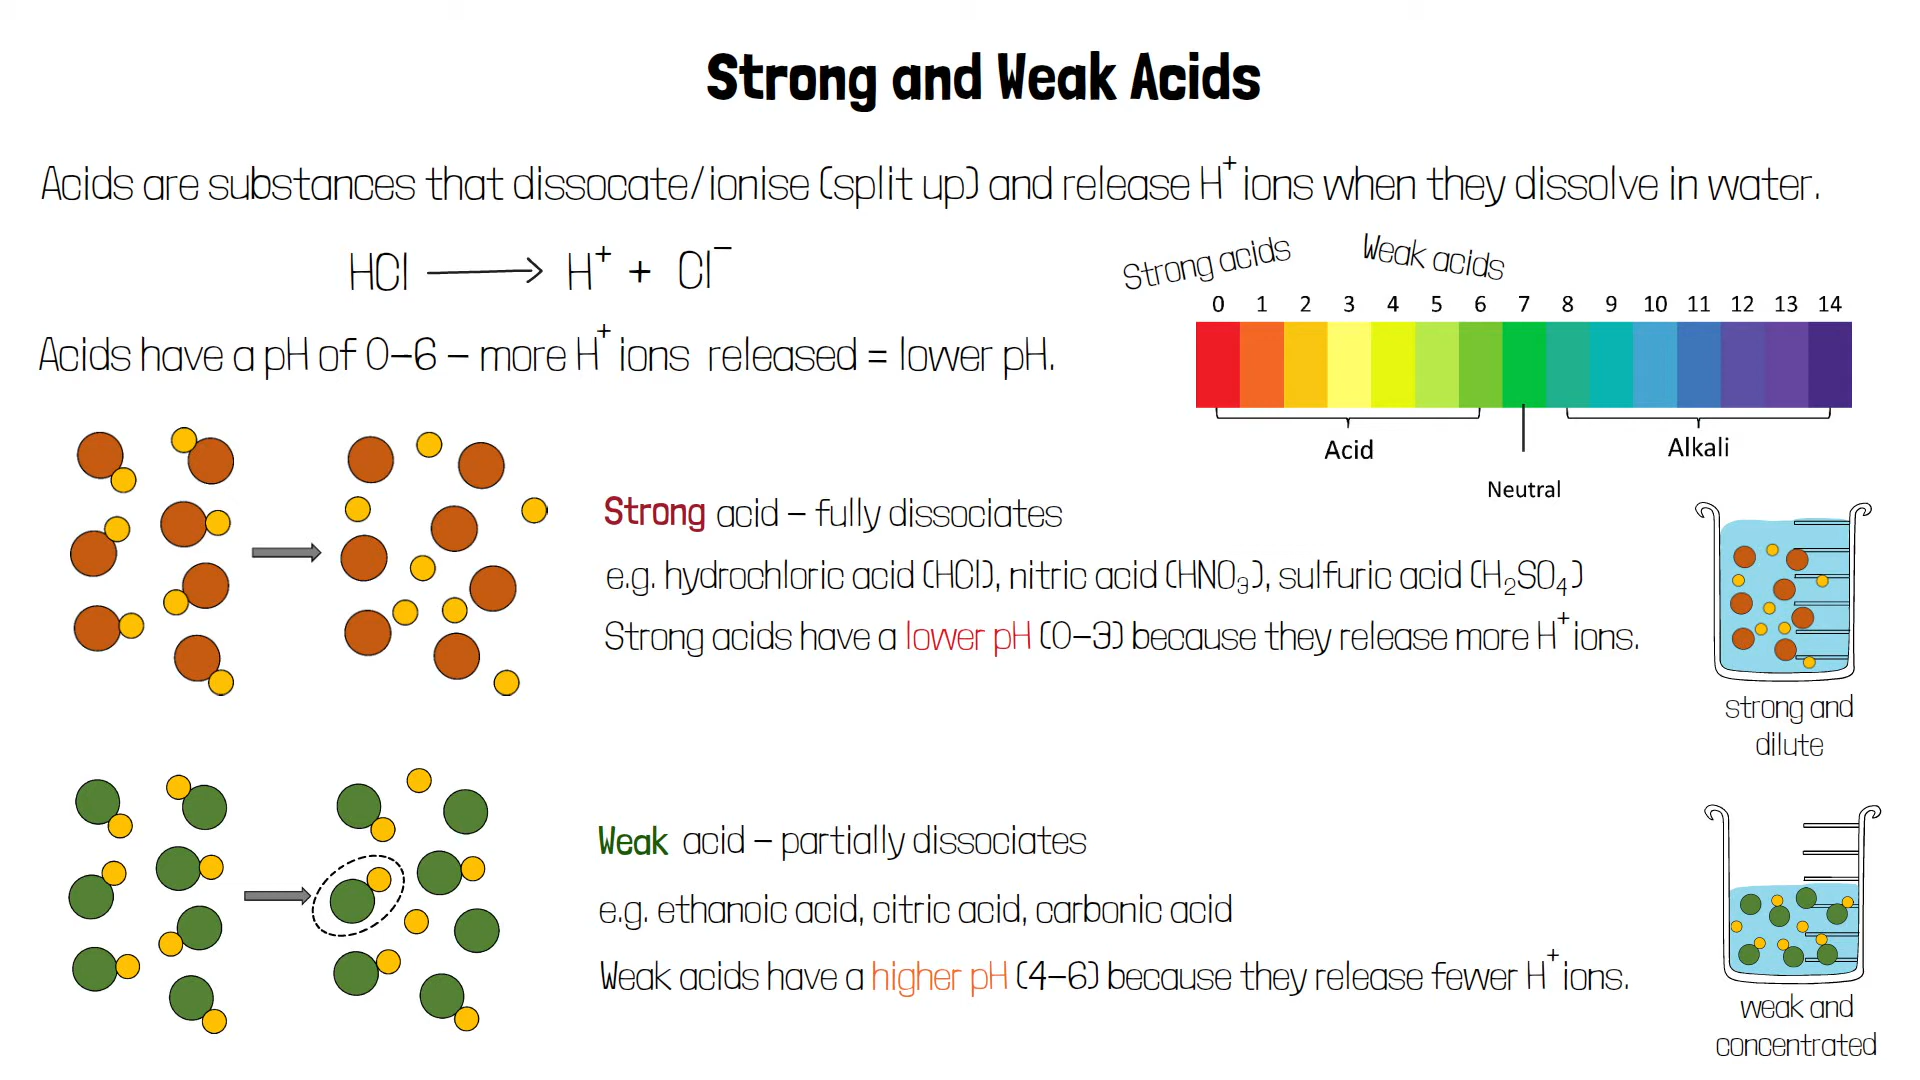 Strong and Weak Acids
Acids are substances that dissocate/ionise (split up) and release H⁺ ions when they dissolve in water.
HCl ⟶ H⁺ + Cl⁻
Strong acids
Weak acids
0 1 2 3 4 5 6 7 8 9 10 11 12 13 14
Acids have a pH of 0–6 – more H⁺ ions released = lower pH.
Acid
Alkali
Neutral
Strong acid – fully dissociates
e.g. hydrochloric acid (HCl), nitric acid (HNO₃), sulfuric acid (H₂SO₄)
Strong acids have a lower pH (0–3) because they release more H⁺ ions.
strong and
dilute
Weak acid – partially dissociates
e.g. ethanoic acid, citric acid, carbonic acid
Weak acids have a higher pH (4–6) because they release fewer H⁺ ions.
weak and
concentrated